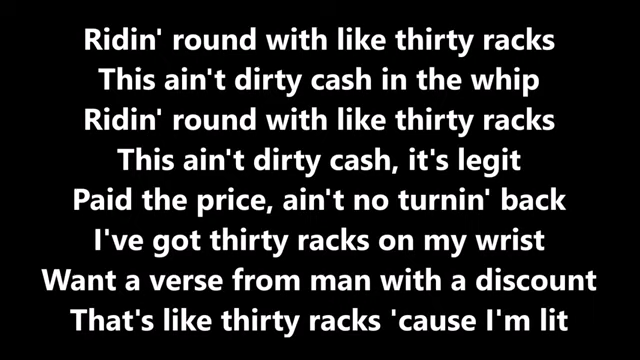 Ridin' round with like thirty racks
This ain't dirty cash in the whip
Ridin' round with like thirty racks
This ain't dirty cash, it's legit
Paid the price, ain't no turnin' back
I've got thirty racks on my wrist
Want a verse from man with a discount
That's like thirty racks 'cause I'm lit